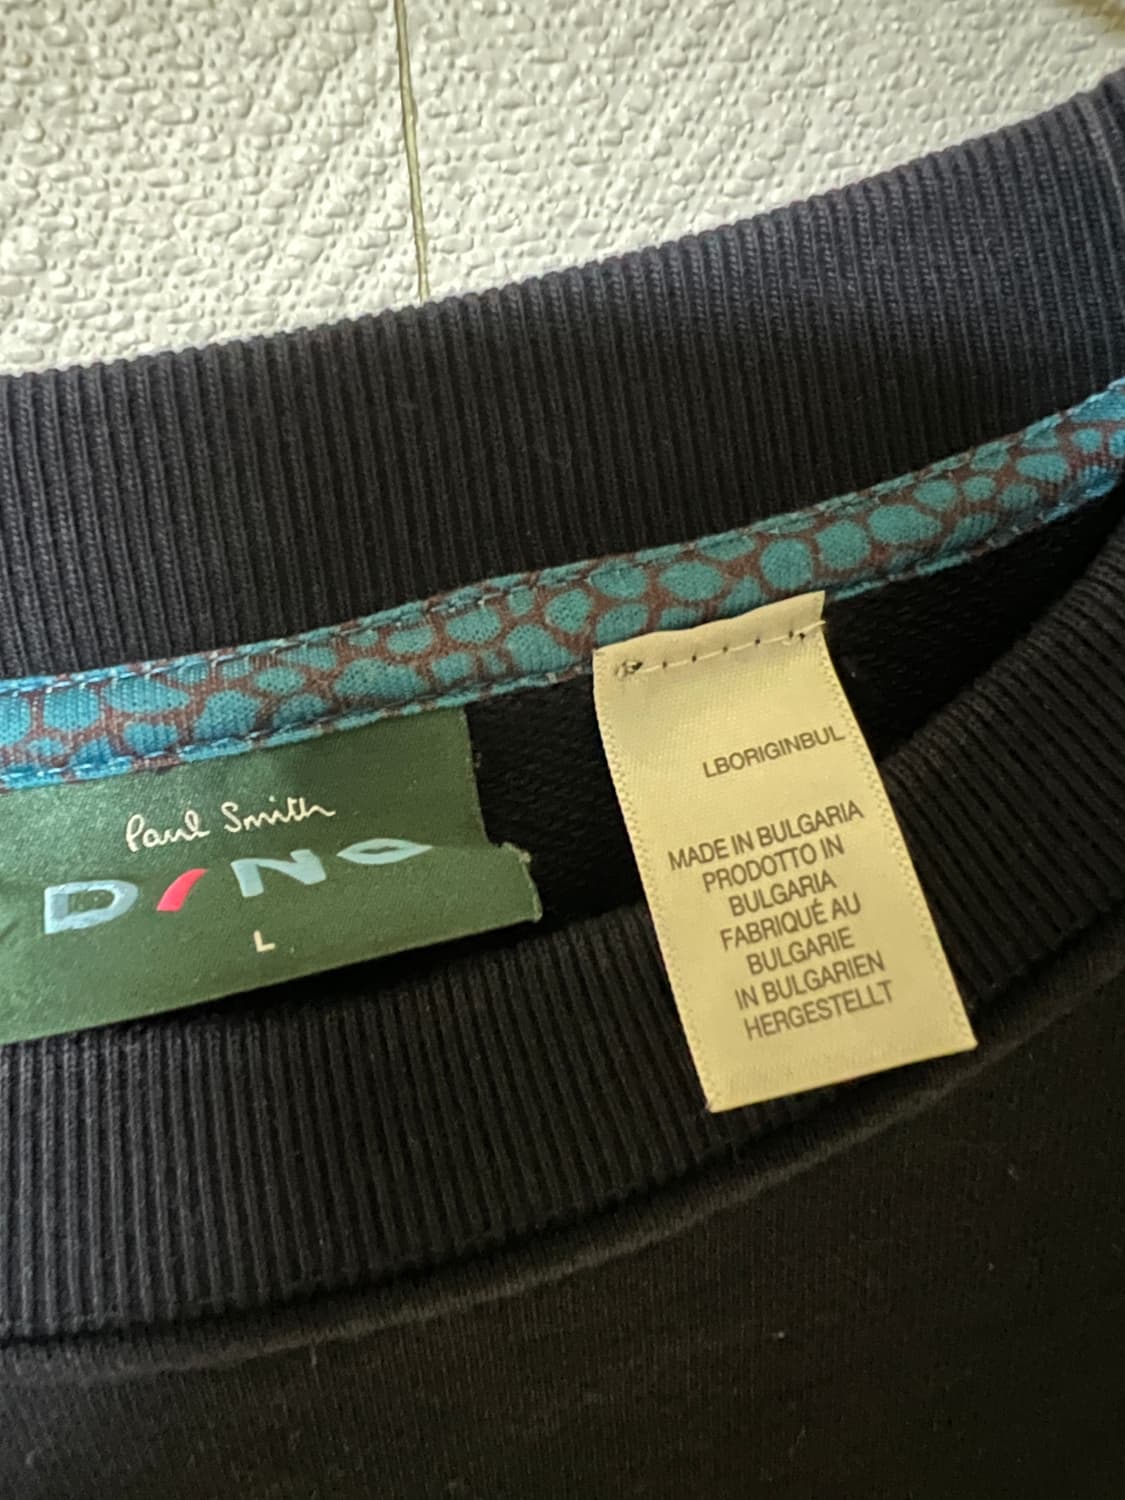 Paul Smith
DINO
L
LBORIGINBUL
MADE IN BULGARIA
PRODOTTO IN
BULGARIA
FABRIQUÉ AU
BULGARIE
IN BULGARIEN
HERGESTELLT